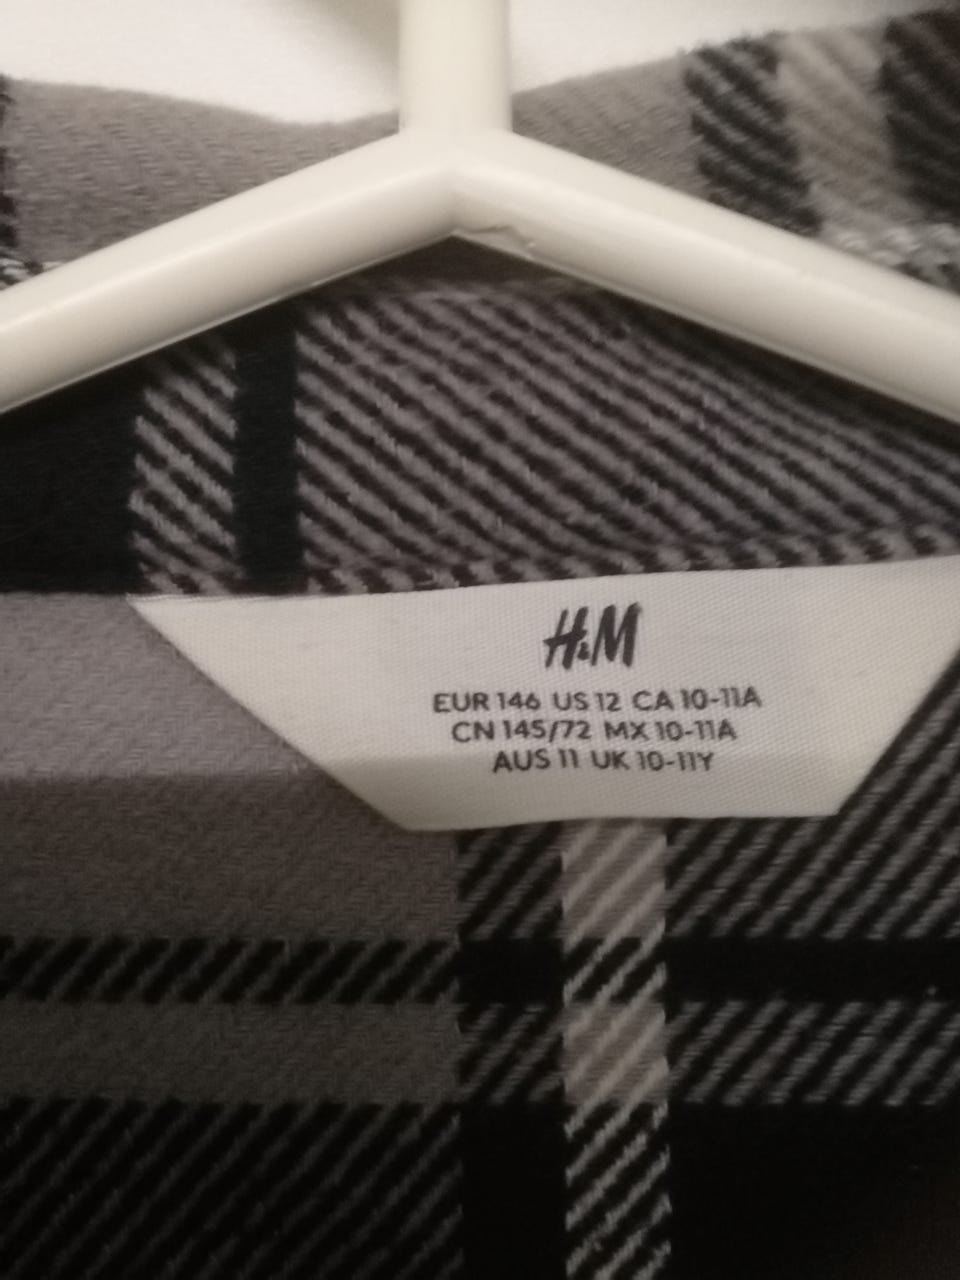 H&M
EUR 146 US 12 CA 10-11A
CN 145/72 MX 10-11A
AUS 11 UK 10-11Y